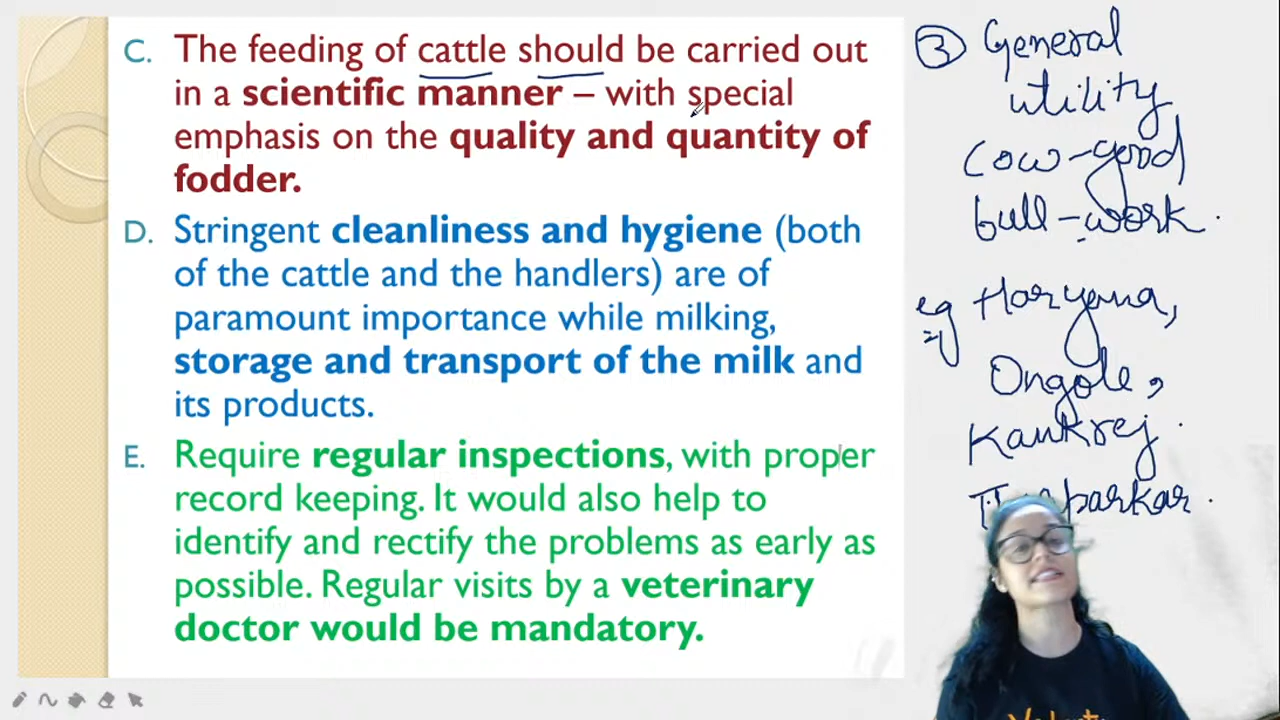 C. The feeding of cattle should be carried out
in a scientific manner – with special
emphasis on the quality and quantity of
fodder.
D. Stringent cleanliness and hygiene (both
of the cattle and the handlers) are of
paramount importance while milking,
storage and transport of the milk and
its products.
E. Require regular inspections, with proper
record keeping. It would also help to
identify and rectify the problems as early as
possible. Regular visits by a veterinary
doctor would be mandatory.
③ General
utility
Cow-good
bull-work.
eg Haryana,
Ongole,
Kankrej.